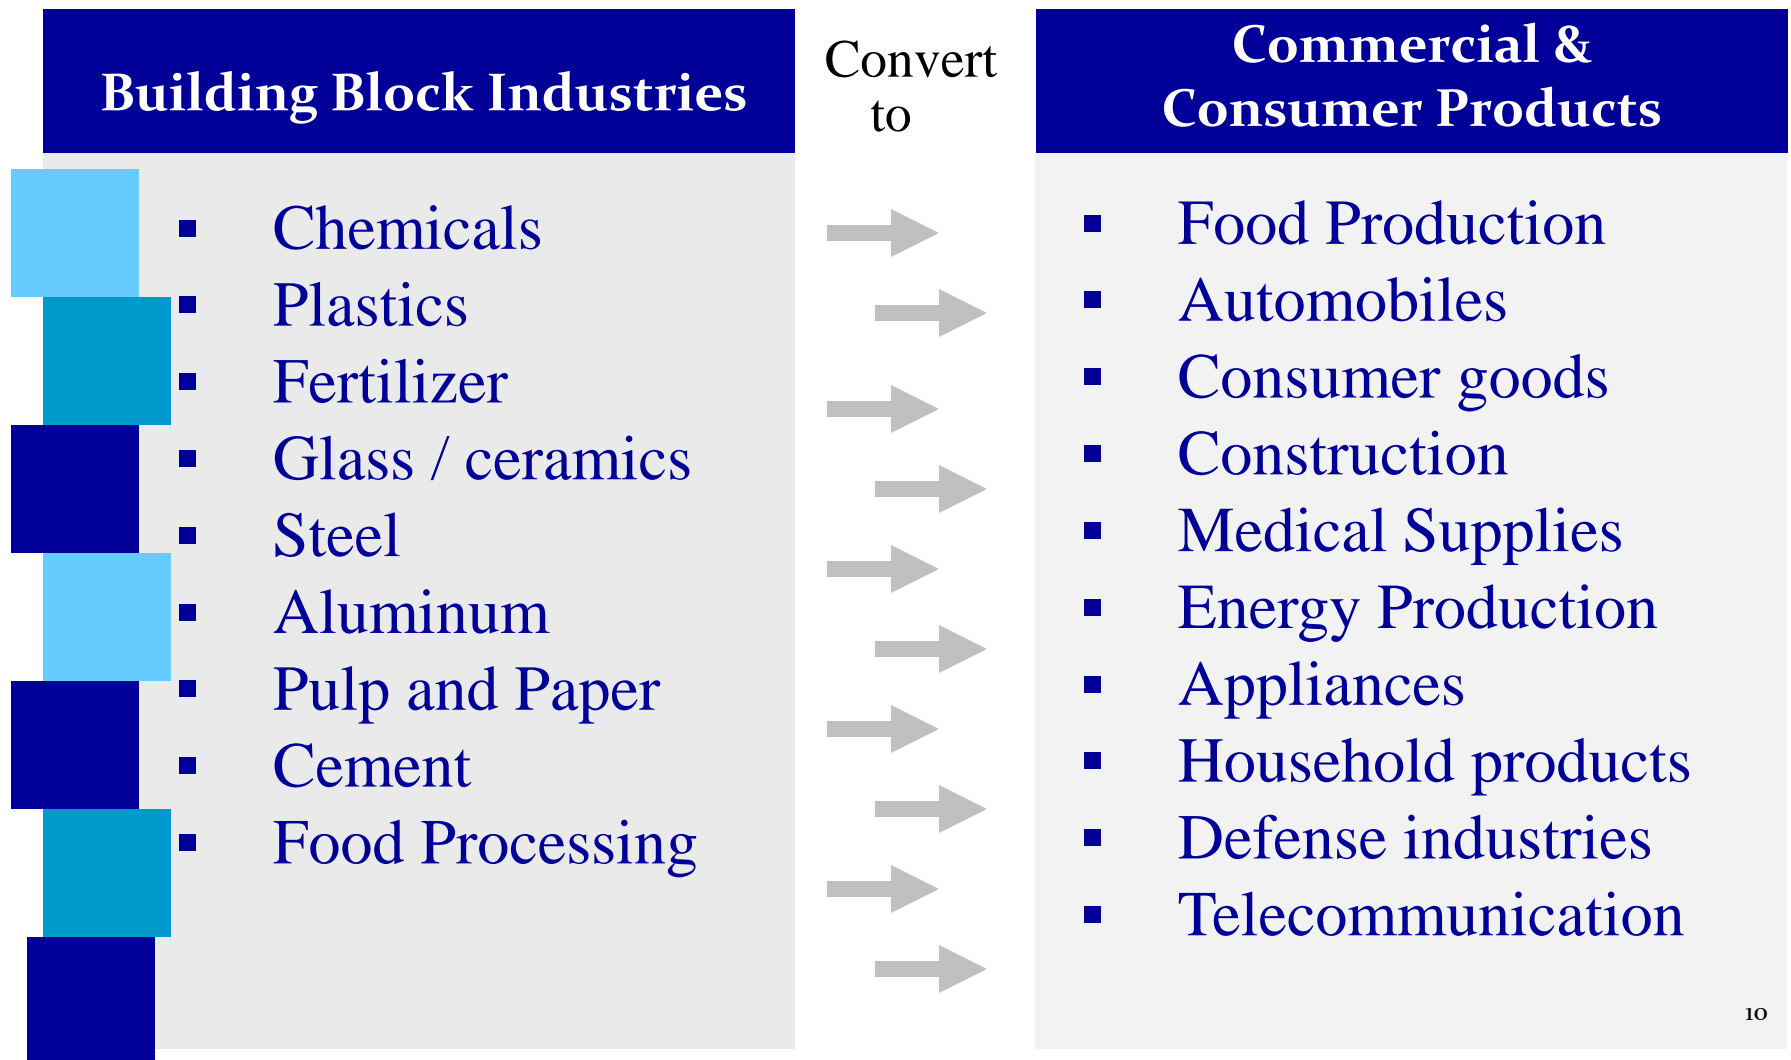 Building Block Industries
Chemicals
Plastics
Fertilizer
Glass / ceramics
Steel
Aluminum
Pulp and Paper
Cement
Food Processing
Convert
to
Commercial &
Consumer Products
Food Production
Automobiles
Consumer goods
Construction
Medical Supplies
Energy Production
Appliances
Household products
Defense industries
Telecommunication
10